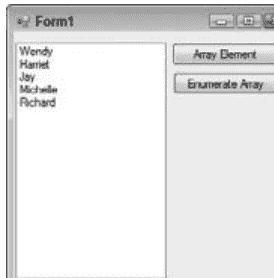 Form1
Wendy
Harriet
Jay
Michelle
Richard
Array Element
Enumerate Array